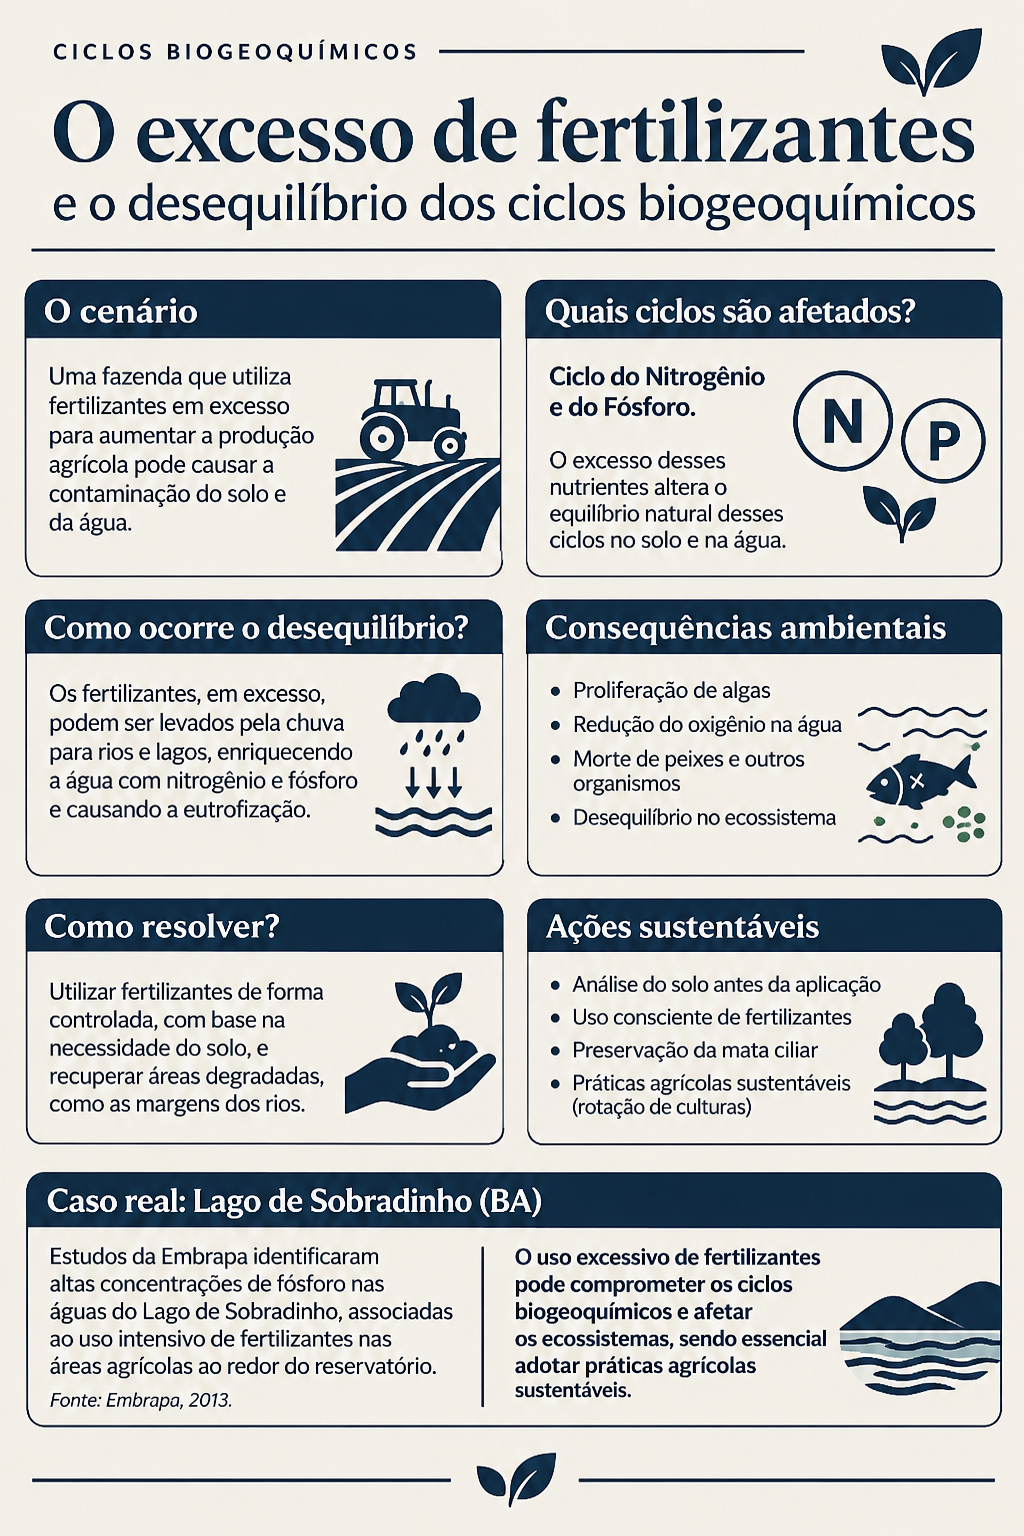 CICLOS BIOGEOQUÍMICOS
O excesso de fertilizantes
e o desequilíbrio dos ciclos biogeoquímicos
O cenário
Uma fazenda que utiliza
fertilizantes em excesso
para aumentar a produção
agrícola pode causar a
contaminação do solo e
da água.
Quais ciclos são afetados?
Ciclo do Nitrogênio
e do Fósforo.
O excesso desses
nutrientes altera o
equilíbrio natural desses
ciclos no solo e na água.
N
P
Como ocorre o desequilíbrio?
Os fertilizantes, em excesso,
podem ser levados pela chuva
para rios e lagos, enriquecendo
a água com nitrogênio e fósforo
e causando a eutrofização.
Consequências ambientais
• Proliferação de algas
• Redução do oxigênio na água
• Morte de peixes e outros
organismos
• Desequilíbrio no ecossistema
Como resolver?
Utilizar fertilizantes de forma
controlada, com base na
necessidade do solo, e
recuperar áreas degradadas,
como as margens dos rios.
Ações sustentáveis
• Análise do solo antes da aplicação
• Uso consciente de fertilizantes
• Preservação da mata ciliar
• Práticas agrícolas sustentáveis
(rotação de culturas)
Caso real: Lago de Sobradinho (BA)
Estudos da Embrapa identificaram
altas concentrações de fósforo nas
águas do Lago de Sobradinho, associadas
ao uso intensivo de fertilizantes nas
áreas agrícolas ao redor do reservatório.
Fonte: Embrapa, 2013.
O uso excessivo de fertilizantes
pode comprometer os ciclos
biogeoquímicos e afetar
os ecossistemas, sendo essencial
adotar práticas agrícolas
sustentáveis.